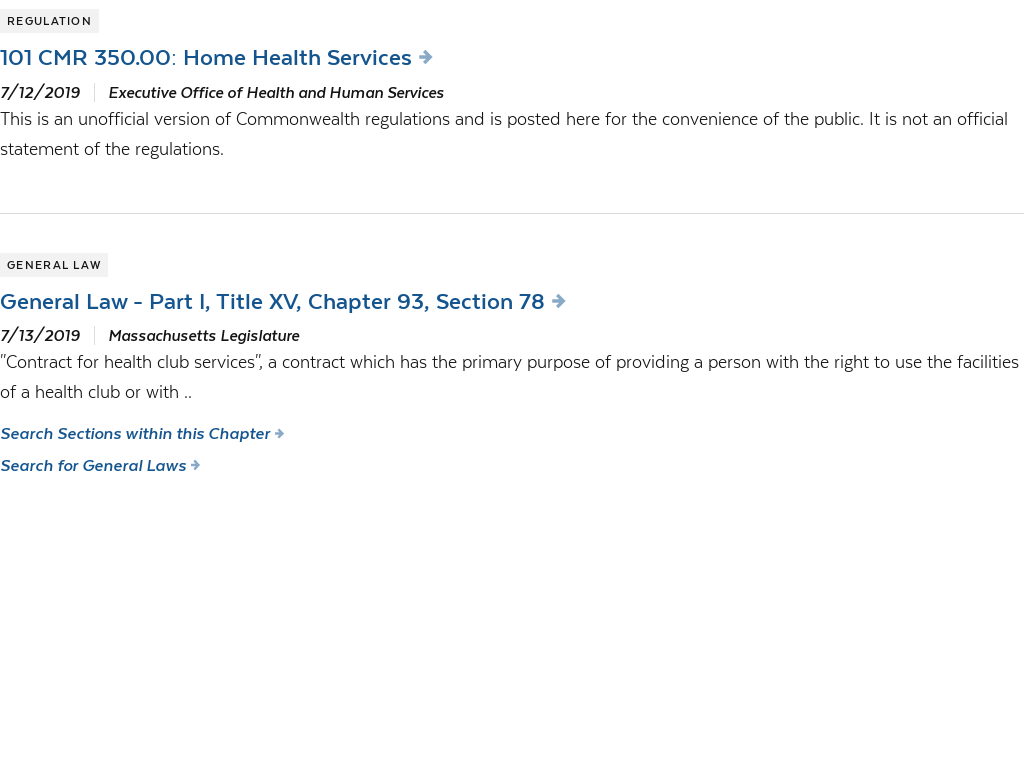 REGULATION
101 CMR 350.00: Home Health Services
7/12/2019 Executive Office of Health and Human Services
This is an unofficial version of Commonwealth regulations and is posted here for the convenience of the public. It is not an official
statement of the regulations.
GENERAL LAW
General Law - Part I, Title XV, Chapter 93, Section 78
7/13/2019 Massachusetts Legislature
"Contract for health club services", a contract which has the primary purpose of providing a person with the right to use the facilities
of a health club or with ..
Search Sections within this Chapter
Search for General Laws